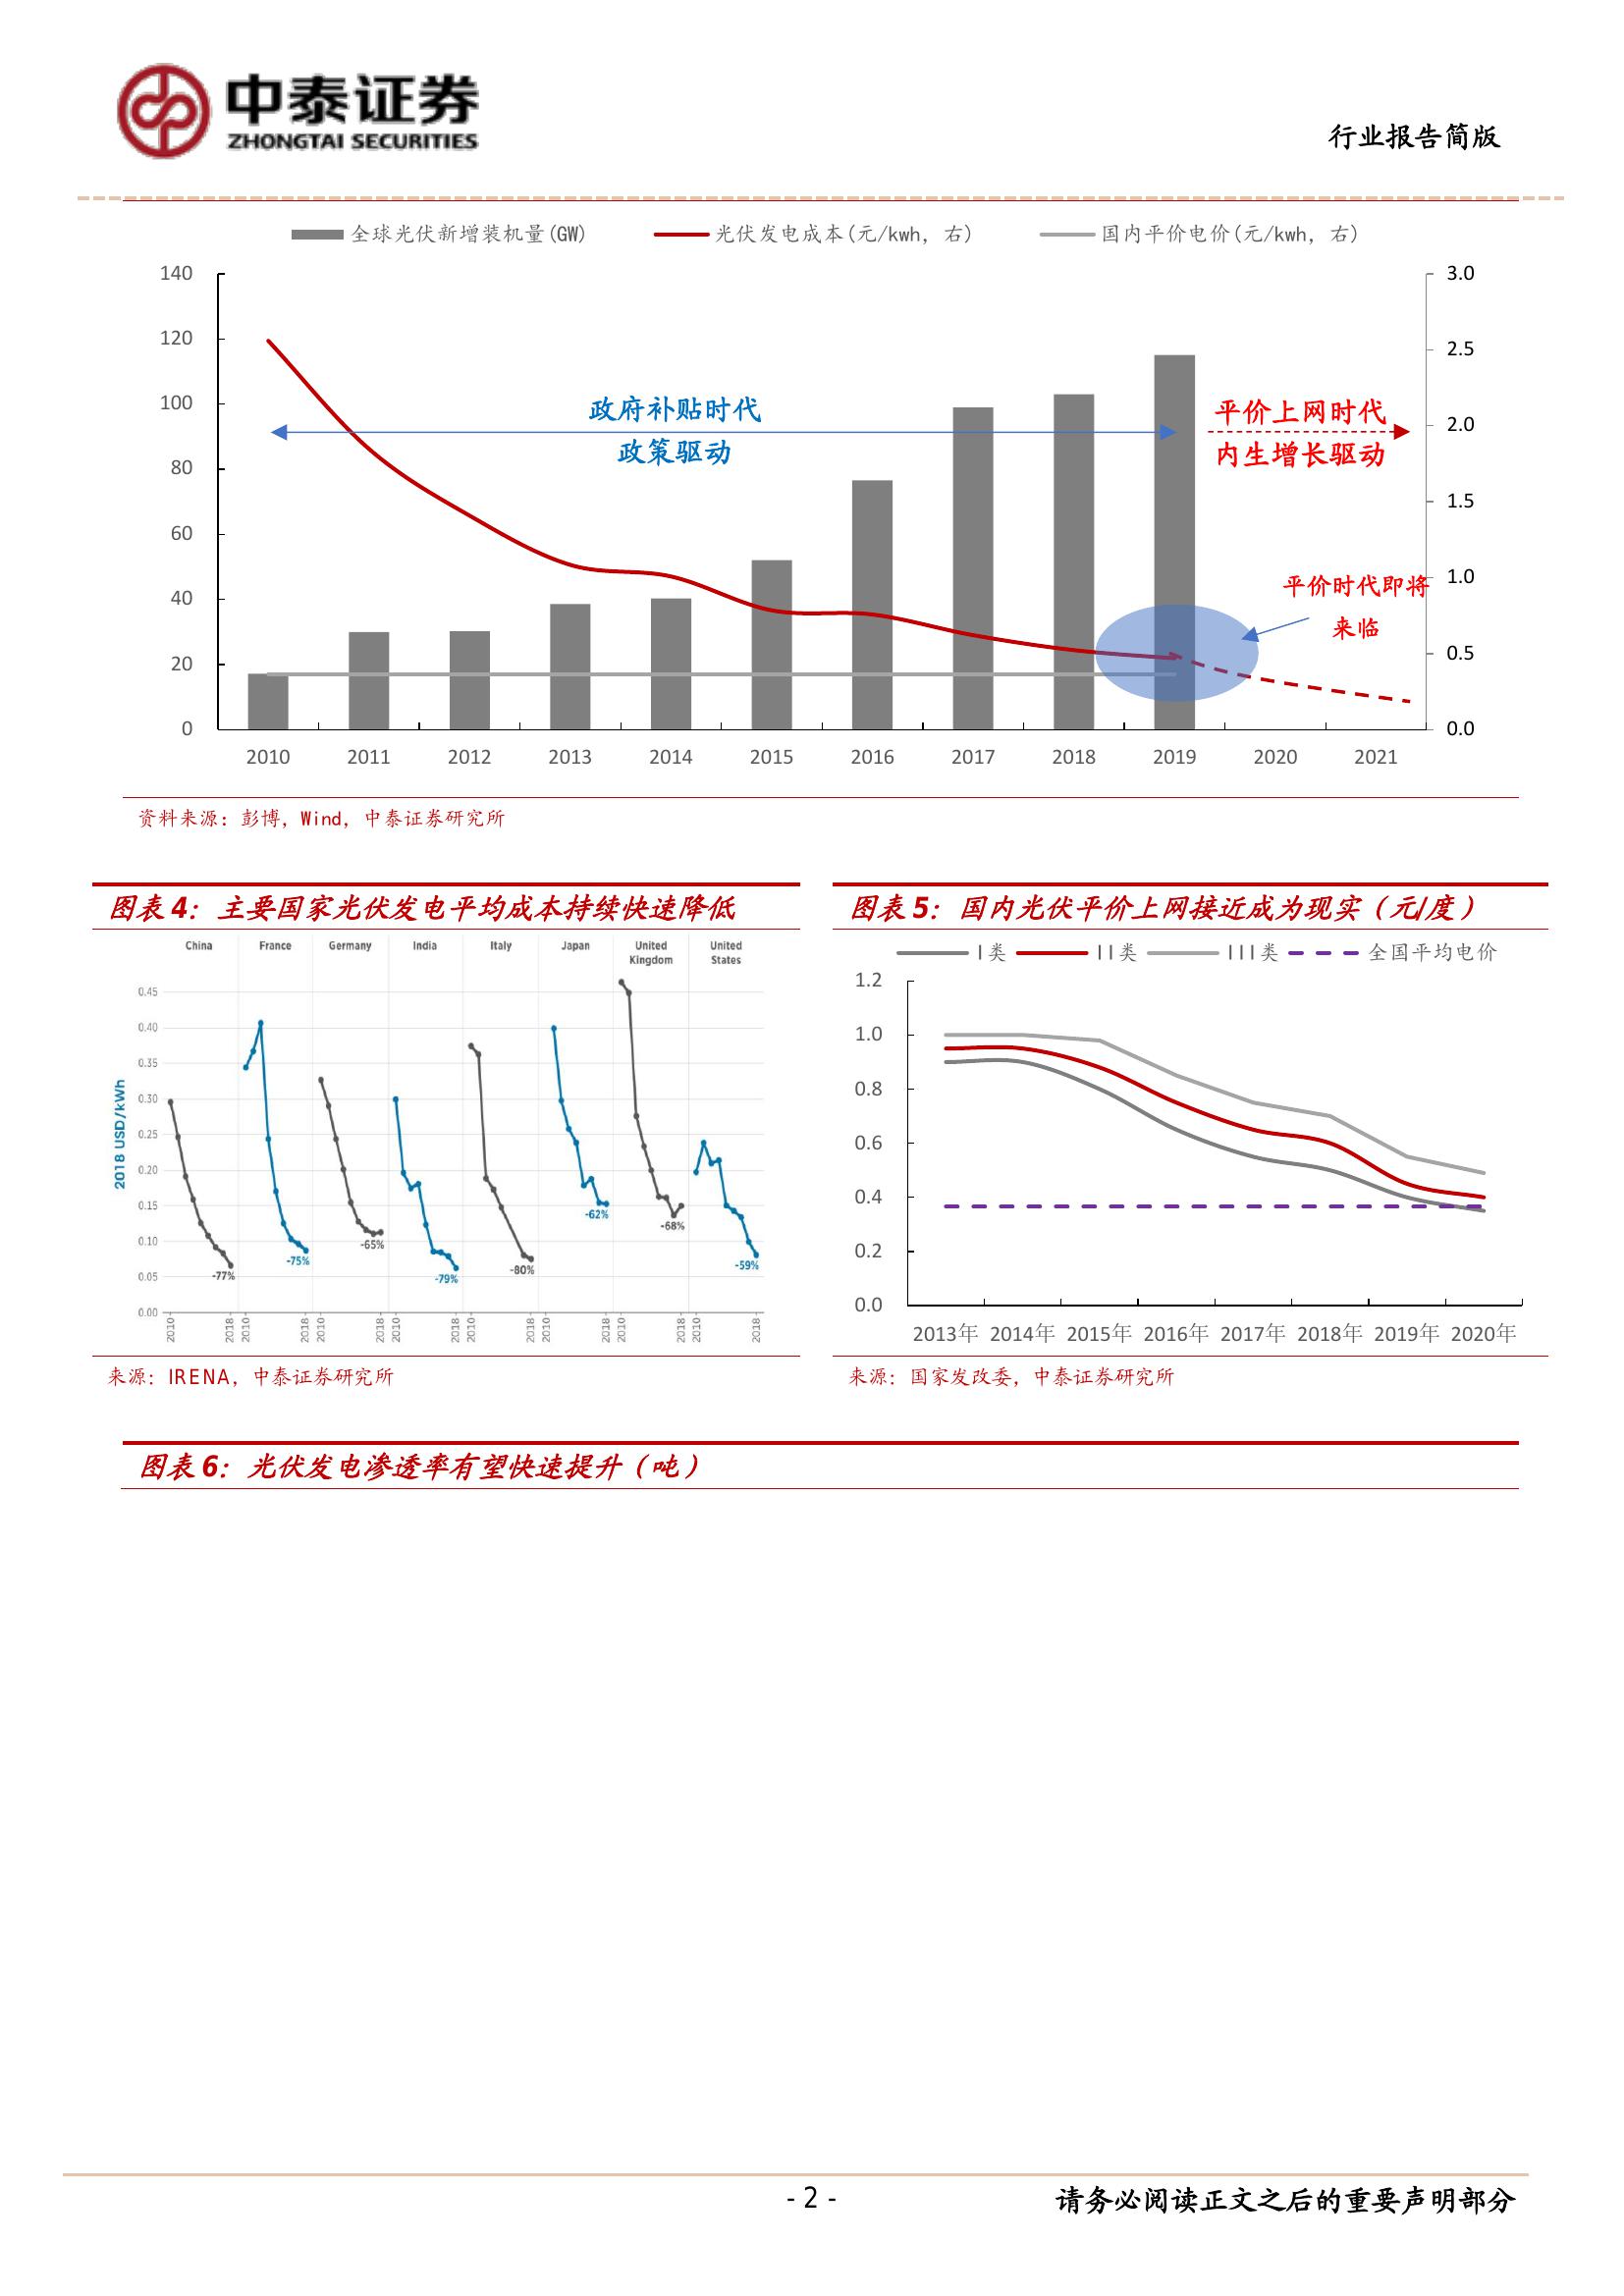 中泰证券
ZHONGTAI SECURITIES
行业报告简版
全球光伏新增装机量(GW) 光伏发电成本(元/kwh, 右) 国内平价电价(元/kwh, 右)
140 3.0
120 2.5
100 2.0
80 1.5
60 1.0
40 0.5
20 0.0
0
政府补贴时代
政策驱动
平价上网时代
内生增长驱动
平价时代即将
来临
2010 2011 2012 2013 2014 2015 2016 2017 2018 2019 2020 2021
资料来源：彭博，Wind，中泰证券研究所
图表 4：主要国家光伏发电平均成本持续快速降低
China France Germany India Italy Japan United Kingdom United States
2018 USD/kWh
0.45
0.40
0.35
0.30
0.25
0.20
0.15
0.10
0.05
0.00
-77% -75% -65% -79% -80% -62% -68% -59%
2010 2018 2010 2018 2010 2018 2010 2018 2010 2018 2010 2018 2010 2018 2010 2018
来源：IRENA，中泰证券研究所
图表 5：国内光伏平价上网接近成为现实（元/度）
I类 II类 III类 全国平均电价
1.2
1.0
0.8
0.6
0.4
0.2
0.0
2013年 2014年 2015年 2016年 2017年 2018年 2019年 2020年
来源：国家发改委，中泰证券研究所
图表 6：光伏发电渗透率有望快速提升（吨）
- 2 -
请务必阅读正文之后的重要声明部分